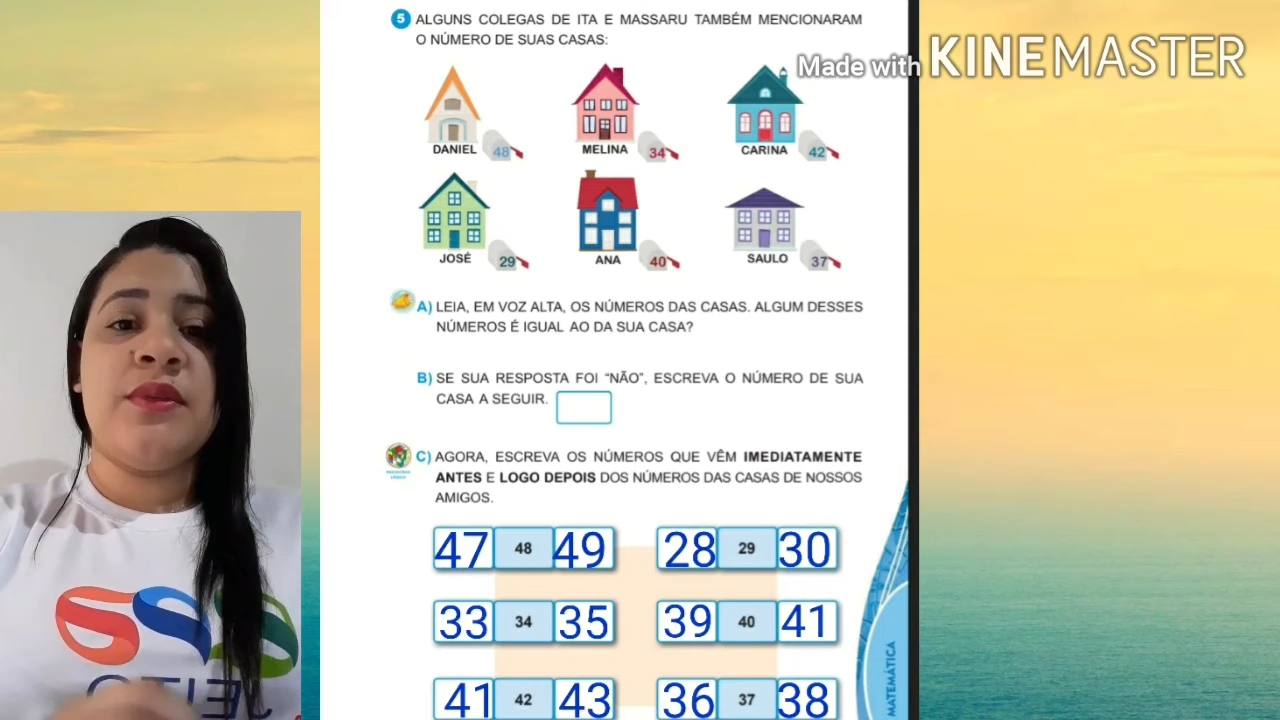 5 ALGUNS COLEGAS DE ITA E MASSARU TAMBÉM MENCIONARAM
O NÚMERO DE SUAS CASAS:
Made with KINEMASTER
DANIEL 48
MELINA 34
CARINA 42
JOSÉ 29
ANA 40
SAULO 37
A) LEIA, EM VOZ ALTA, OS NÚMEROS DAS CASAS. ALGUM DESSES
NÚMEROS É IGUAL AO DA SUA CASA?
B) SE SUA RESPOSTA FOI “NÃO”, ESCREVA O NÚMERO DE SUA
CASA A SEGUIR.
C) AGORA, ESCREVA OS NÚMEROS QUE VÊM IMEDIATAMENTE
ANTES E LOGO DEPOIS DOS NÚMEROS DAS CASAS DE NOSSOS
AMIGOS.
47 48 49
28 29 30
33 34 35
39 40 41
41 42 43
36 37 38
MATEMÁTICA